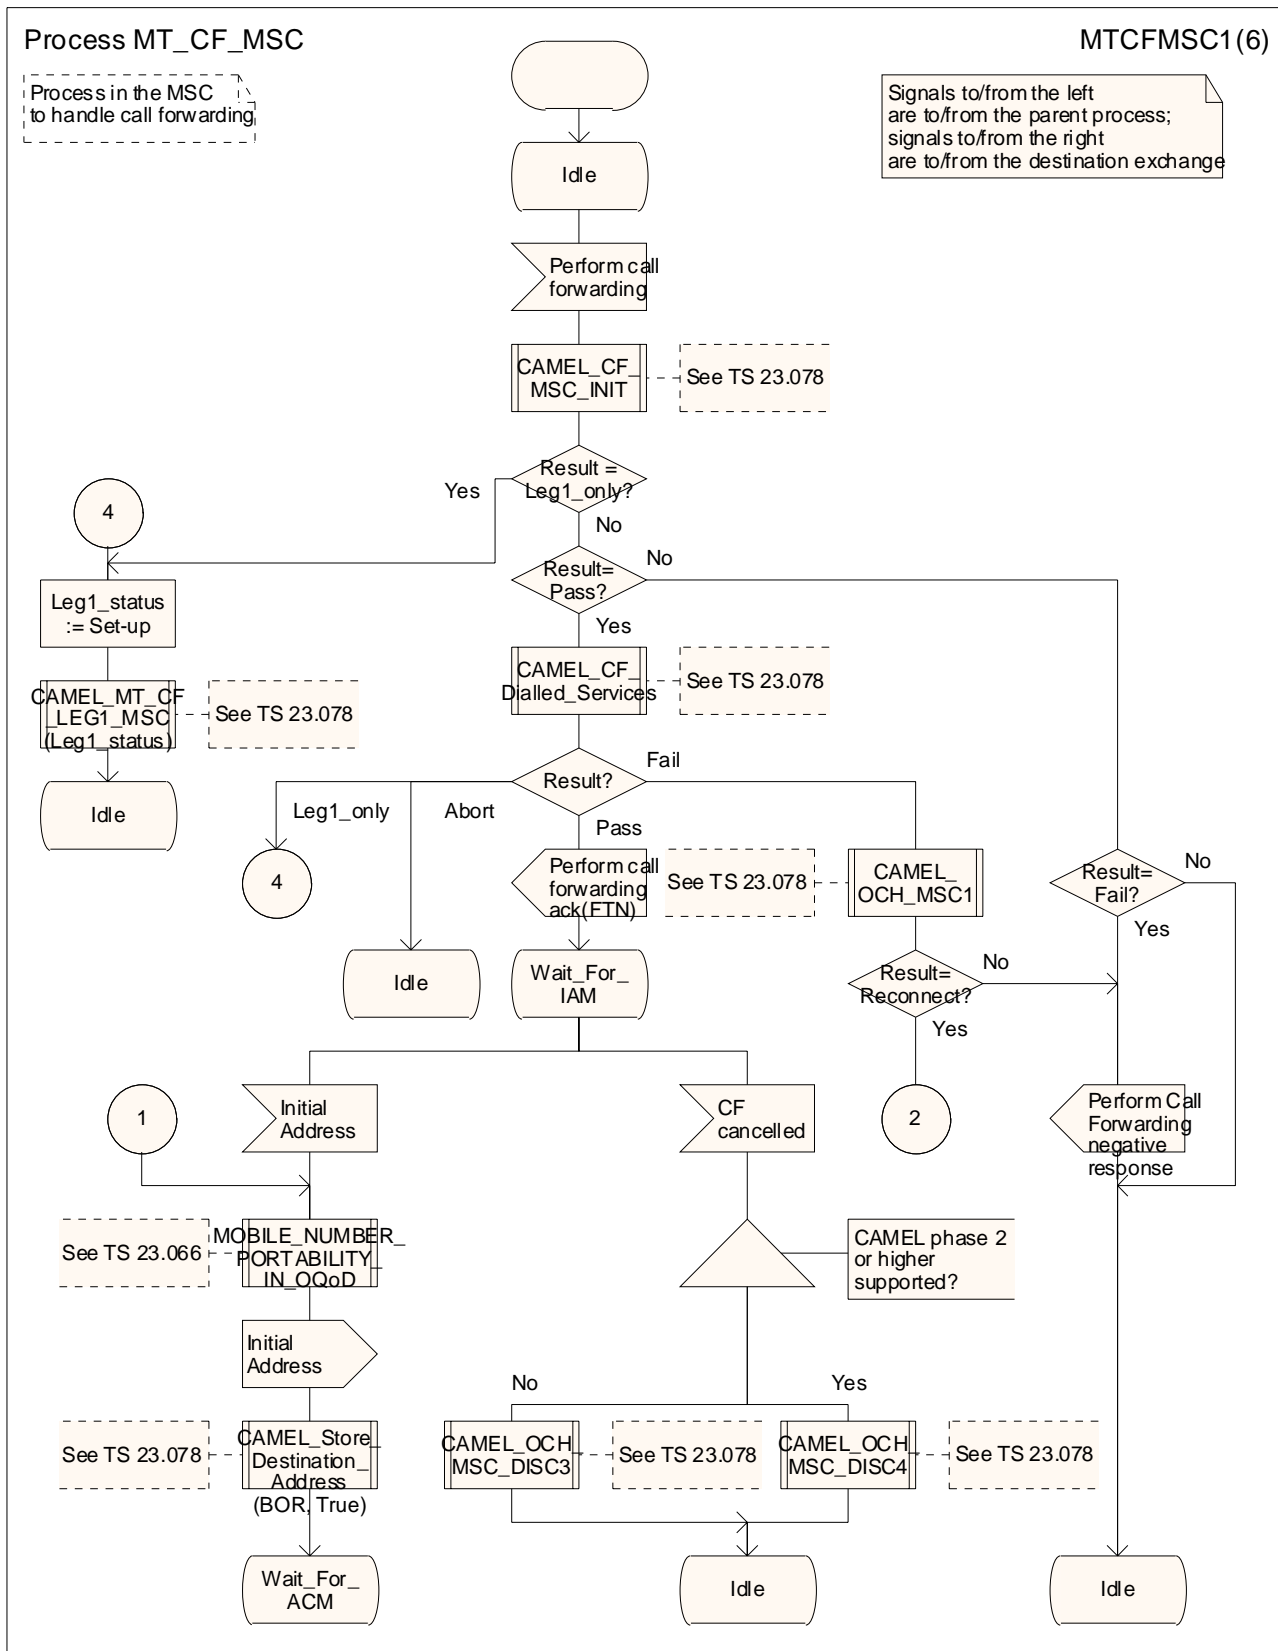 Process MT_CF_MSC
MTCFMSC1(6)
Process in the MSC
to handle call forwarding
Signals to/from the left
are to/from the parent process;
signals to/from the right
are to/from the destination exchange
Idle
Perform call
forwarding
CAMEL_CF_
MSC_INIT
See TS 23.078
Result =
Leg1_only?
Yes
No
4
Result=
Pass?
No
Yes
Leg1_status
:= Set-up
CAMEL_CF_
Dialled_Services
See TS 23.078
CAMEL_MT_CF
_LEG1_MSC
(Leg1_status)
See TS 23.078
Idle
Result?
Fail
Leg1_only
Abort
Pass
4
Perform call
forwarding
ack(FTN)
See TS 23.078
CAMEL_
OCH_MSC1
Result=
Fail?
No
Yes
Idle
Wait_For_
IAM
Result=
Reconnect?
No
Yes
1
Initial
Address
CF
cancelled
2
Perform Call
Forwarding
negative
response
See TS 23.066
MOBILE_NUMBER_
PORTABILITY_
IN_OQoD
CAMEL phase 2
or higher
supported?
Initial
Address
No
Yes
See TS 23.078
CAMEL_Store_
Destination_
Address
(BOR, True)
CAMEL_OCH_
MSC_DISC3
See TS 23.078
CAMEL_OCH_
MSC_DISC4
See TS 23.078
Wait_For_
ACM
Idle
Idle